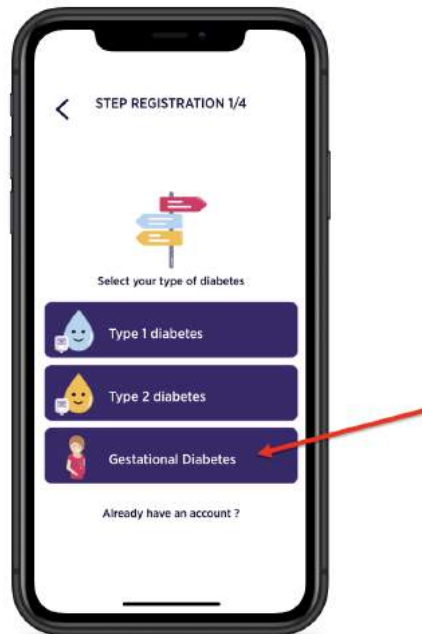 STEP REGISTRATION 1/4
Select your type of diabetes
Type 1 diabetes
Type 2 diabetes
Gestational Diabetes
Already have an account ?